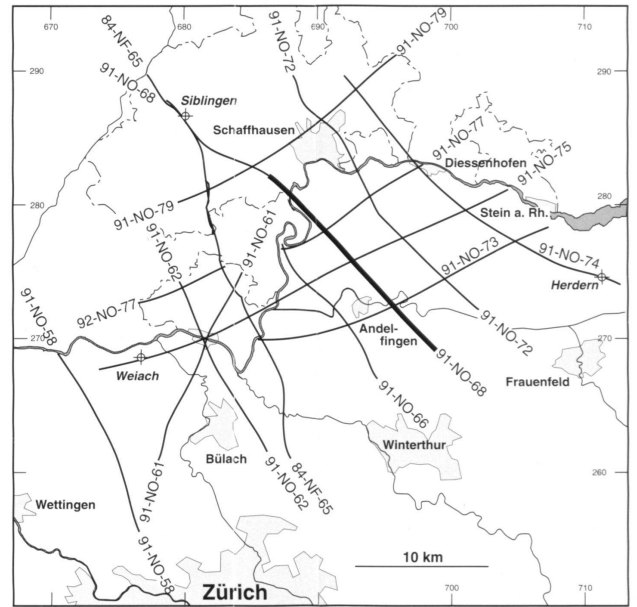 670
690
700
710
84-NF-65
91-NO-72
91-NO-79
290
290
91-NO-68
680
Siblingen
Schaffhausen
91-NO-77
91-NO-75
Diessenhofen
280
280
91-NO-79
91-NO-61
Stein a. Rh.
91-NO-62
91-NO-73
91-NO-74
Herdern
91-NO-58
92-NO-77
91-NO-72
Andel-
fingen
270
270
Weiach
91-NO-68
Frauenfeld
91-NO-66
Winterthur
Bülach
260
91-NO-61
91-NO-62
84-NF-65
Wettingen
91-NO-58
10 km
Zürich
700
710